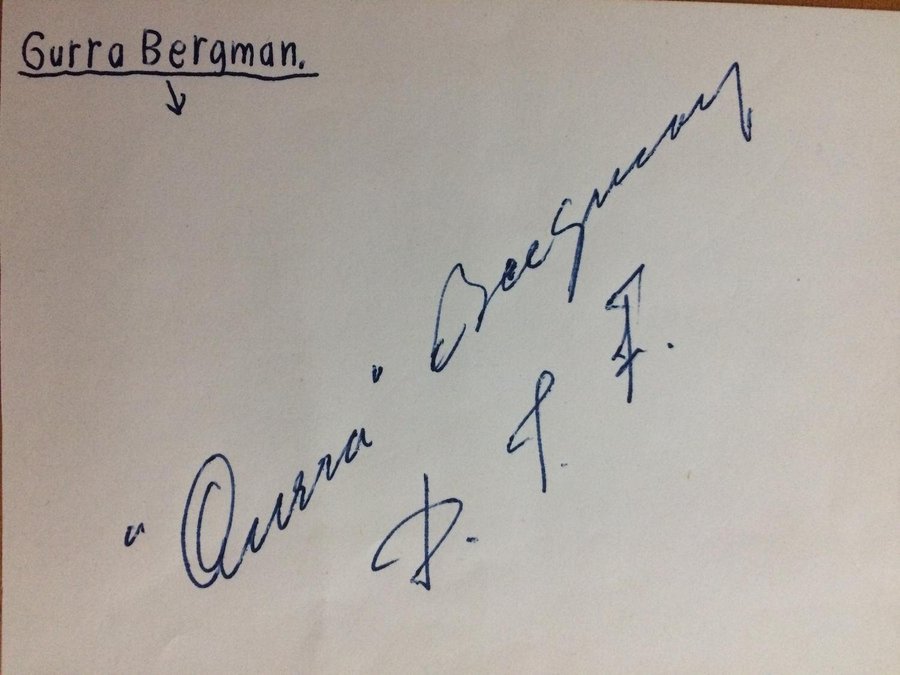 Gurra Bergman.
"Gurra" Bergman
D. I. F.